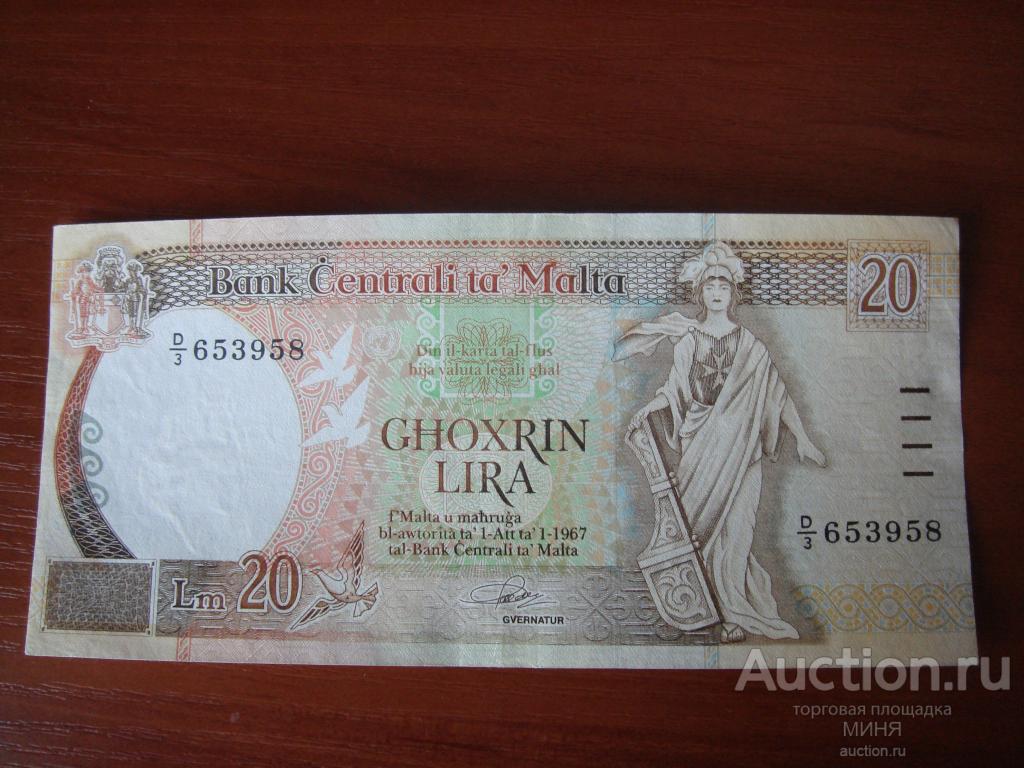 Bank Ċentrali ta' Malta
20
D/3 653958
Din il-karta tal-flus
hija valuta legali għal
GĦOXRIN
LIRA
f'Malta u maħruġa
bl-awtorità ta' l-Att ta' l-1967
tal-Bank Ċentrali ta' Malta
D/3 653958
Lm 20
GVERNATUR
Auction.ru
торговая площадка
МИНЯ
auction.ru